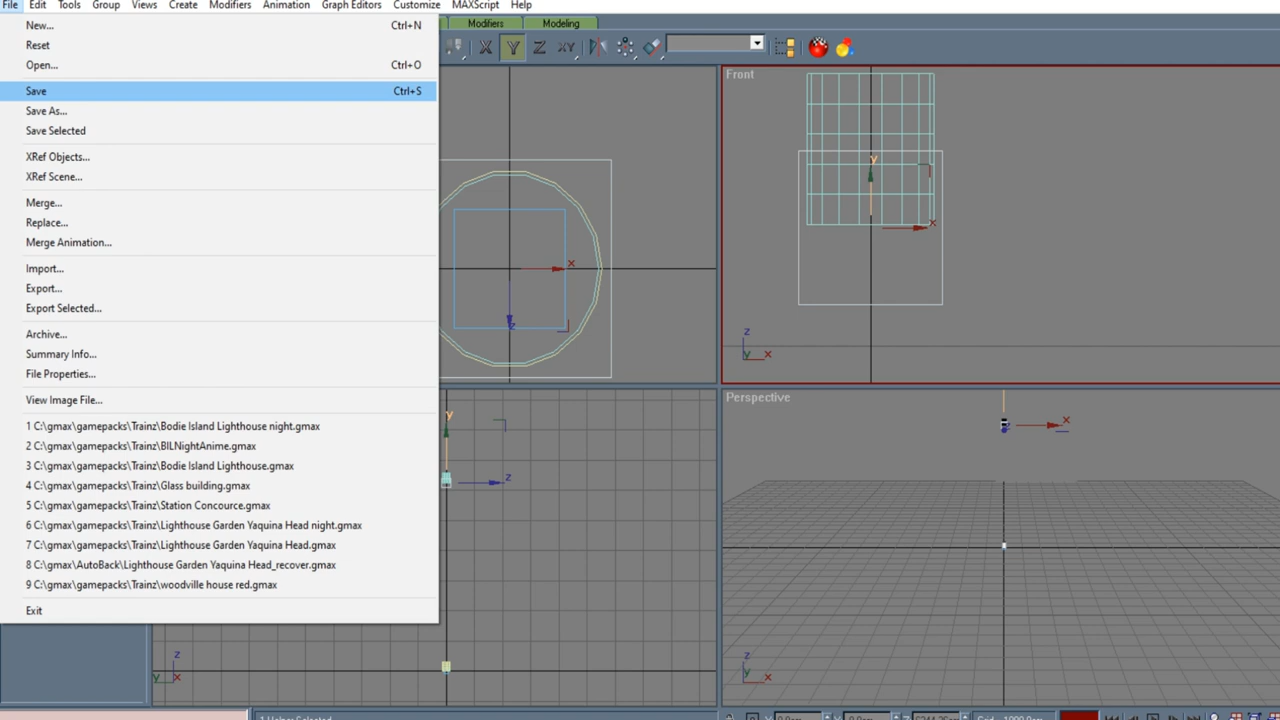 File Edit Tools Group Views Create Modifiers Animation Graph Editors Customize MAXScript Help
Modifiers Modeling
New... Ctrl+N
Reset
Open... Ctrl+O
Save Ctrl+S
Save As...
Save Selected
XRef Objects...
XRef Scene...
Merge...
Replace...
Merge Animation...
Import...
Export...
Export Selected...
Archive...
Summary Info...
File Properties...
View Image File...
1 C:\gmax\gamepacks\Trainz\Bodie Island Lighthouse night.gmax
2 C:\gmax\gamepacks\Trainz\BILNightAnime.gmax
3 C:\gmax\gamepacks\Trainz\Bodie Island Lighthouse.gmax
4 C:\gmax\gamepacks\Trainz\Glass building.gmax
5 C:\gmax\gamepacks\Trainz\Station Concource.gmax
6 C:\gmax\gamepacks\Trainz\Lighthouse Garden Yaquina Head night.gmax
7 C:\gmax\gamepacks\Trainz\Lighthouse Garden Yaquina Head.gmax
8 C:\gmax\AutoBack\Lighthouse Garden Yaquina Head_recover.gmax
9 C:\gmax\gamepacks\Trainz\woodville house red.gmax
Exit
X Y Z XY
x
z
Front
y
x
z
y x
y
z
z
y x
Perspective
x
z
y x
1 Helper Selected